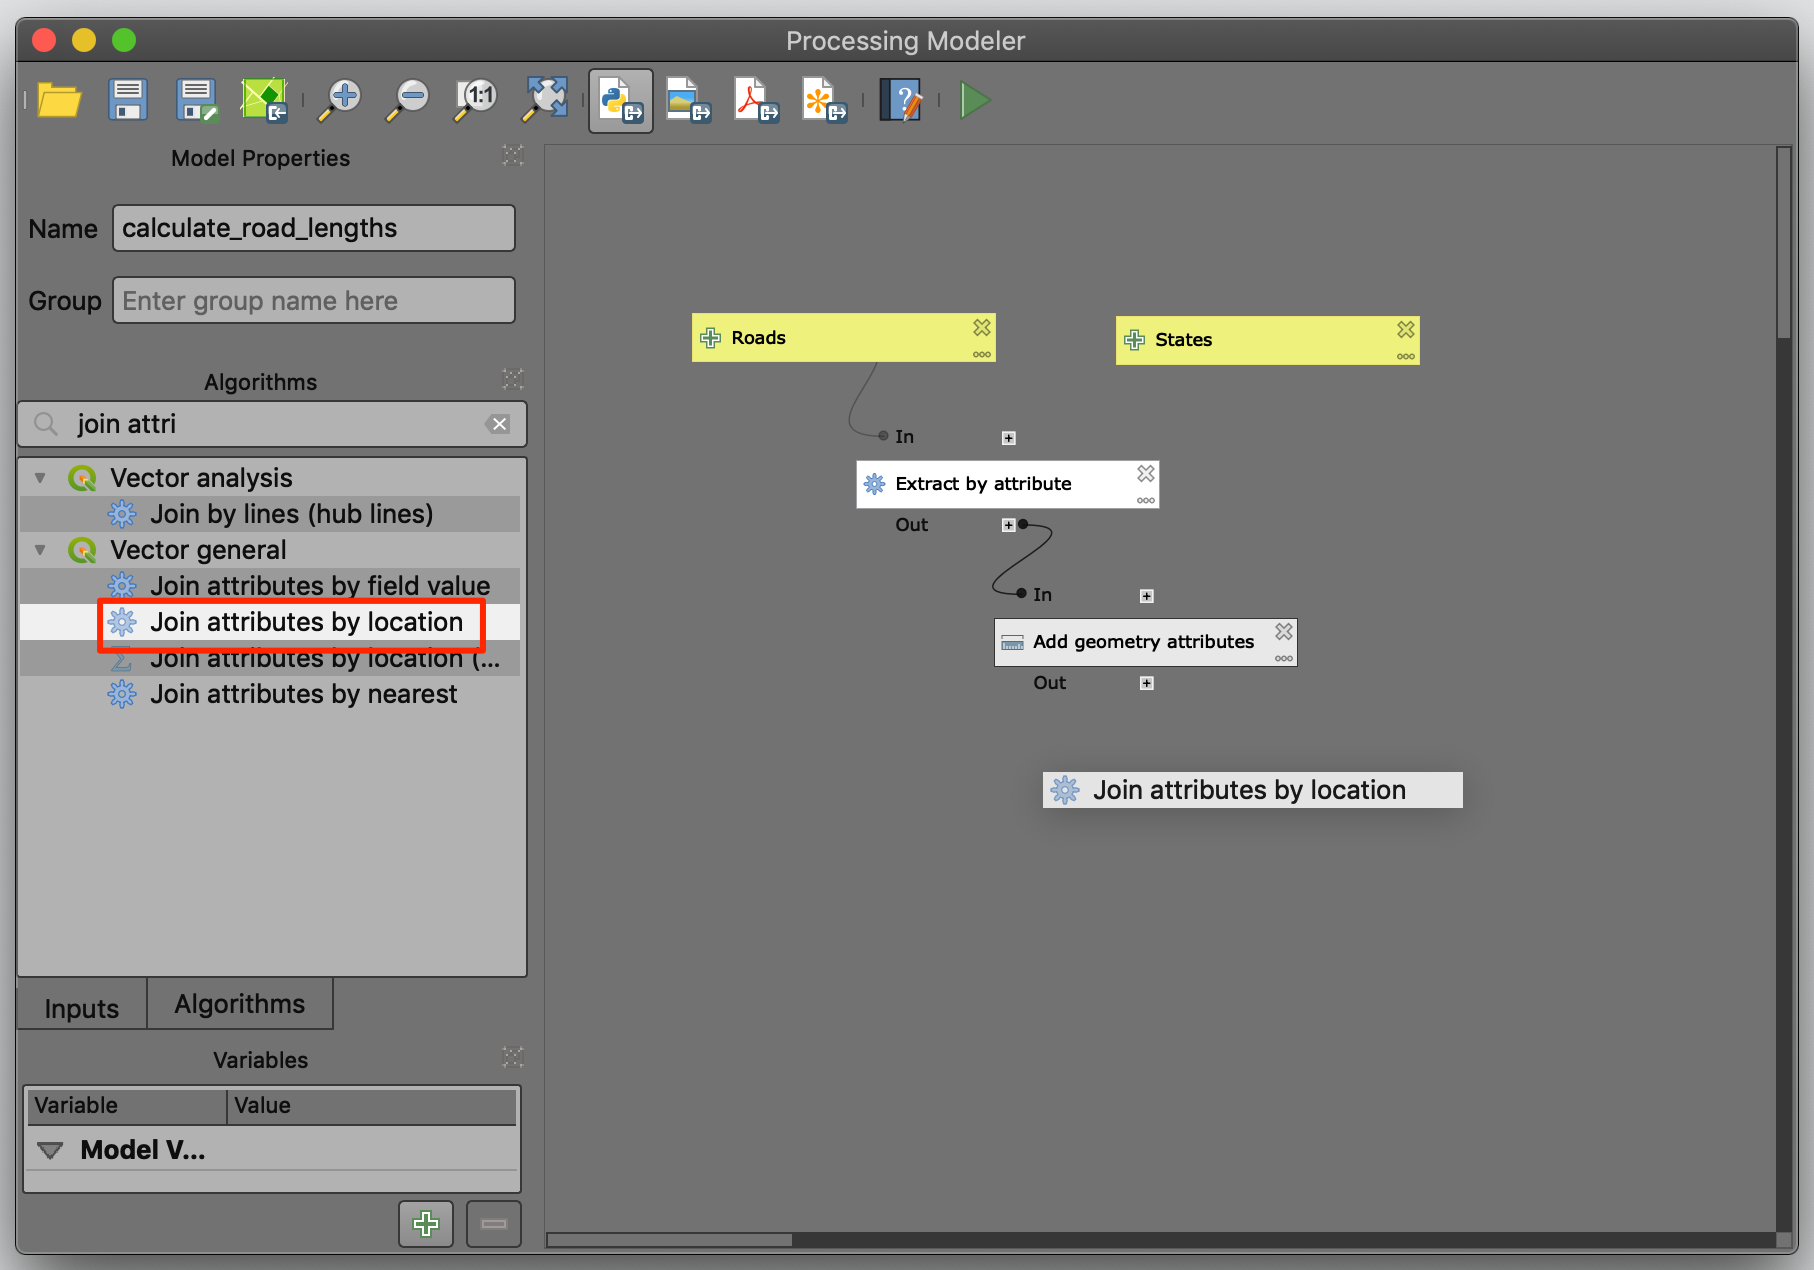 Processing Modeler
1:1
?
Model Properties
Name
calculate_road_lengths
Group
Enter group name here
Algorithms
join attri
Vector analysis
Join by lines (hub lines)
Vector general
Join attributes by field value
Join attributes by location
Join attributes by location (...
Join attributes by nearest
Inputs
Algorithms
Variables
Variable
Value
Model V...
Roads
States
In
Extract by attribute
Out
In
Add geometry attributes
Out
Join attributes by location